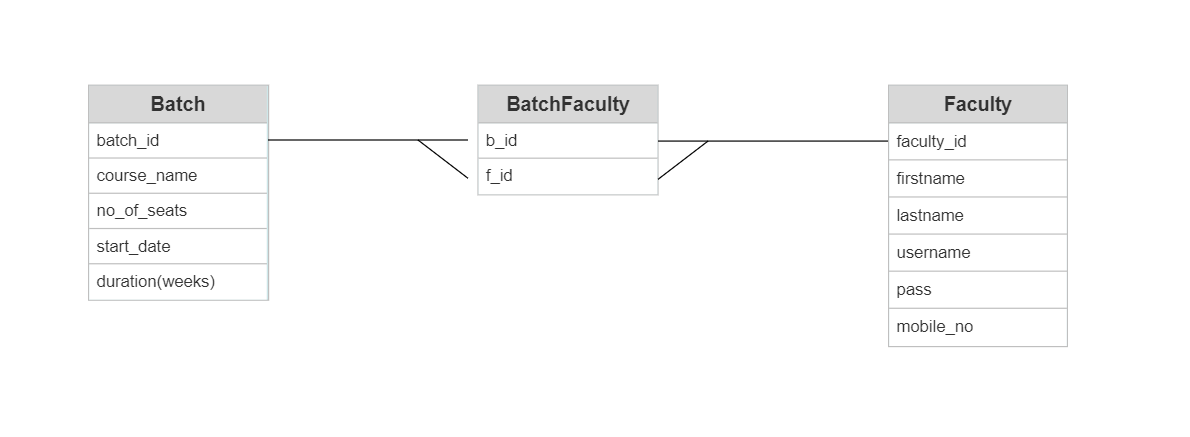 Batch
batch_id
course_name
no_of_seats
start_date
duration(weeks)
BatchFaculty
b_id
f_id
Faculty
faculty_id
firstname
lastname
username
pass
mobile_no